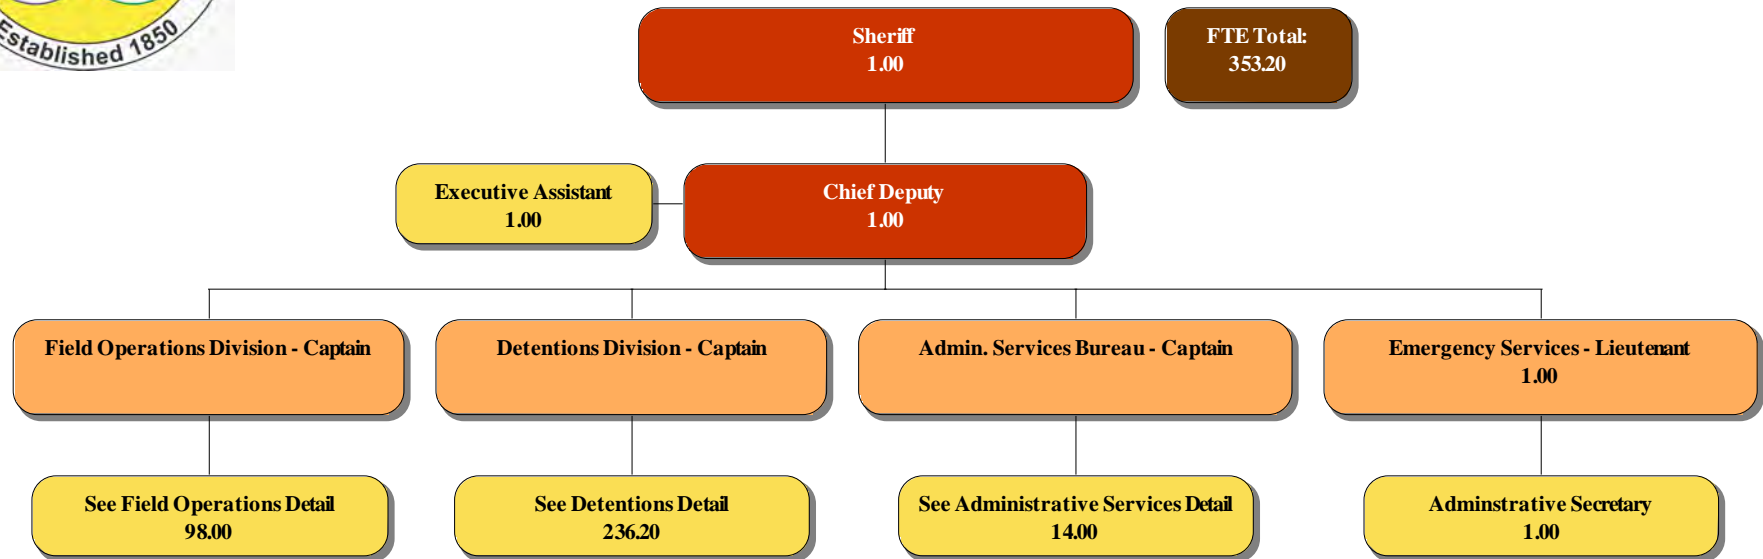 Established 1850
Sheriff
1.00
FTE Total:
353.20
Executive Assistant
1.00
Chief Deputy
1.00
Field Operations Division - Captain
Detentions Division - Captain
Admin. Services Bureau - Captain
Emergency Services - Lieutenant
1.00
See Field Operations Detail
98.00
See Detentions Detail
236.20
See Administrative Services Detail
14.00
Adminstrative Secretary
1.00